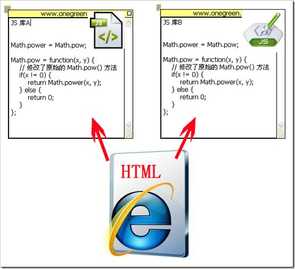 www.onegreen
JS 库A
Math.power = Math.pow;
Math.pow = function(x, y) {
// 修改了原始的 Math.pow() 方法
if(x != 0) {
return Math.power(x, y);
} else {
return 0;
}
};
www.onegreen
JS 库B
JS
Math.power = Math.pow;
Math.pow = function(x, y) {
// 修改了原始的 Math.pow() 方法
if(x != 0) {
return Math.power(x, y);
} else {
return 0;
}
};
HTML